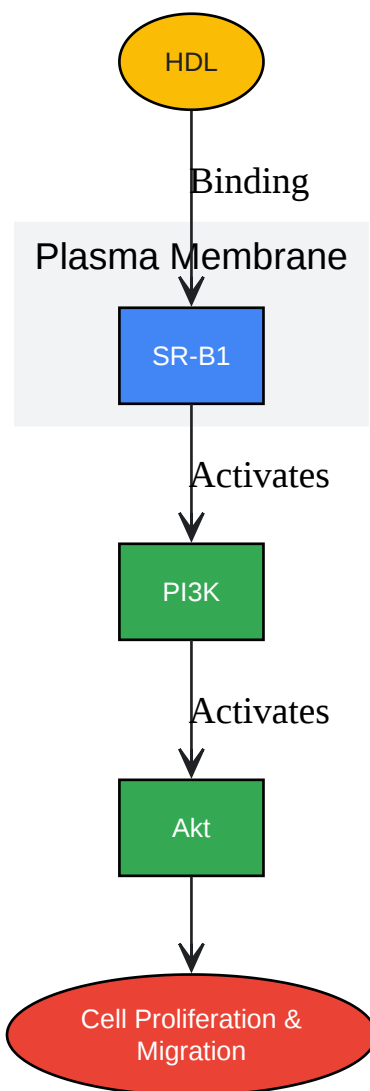 HDL
Binding
Plasma Membrane
SR-B1
Activates
PI3K
Activates
Akt
Cell Proliferation &
Migration